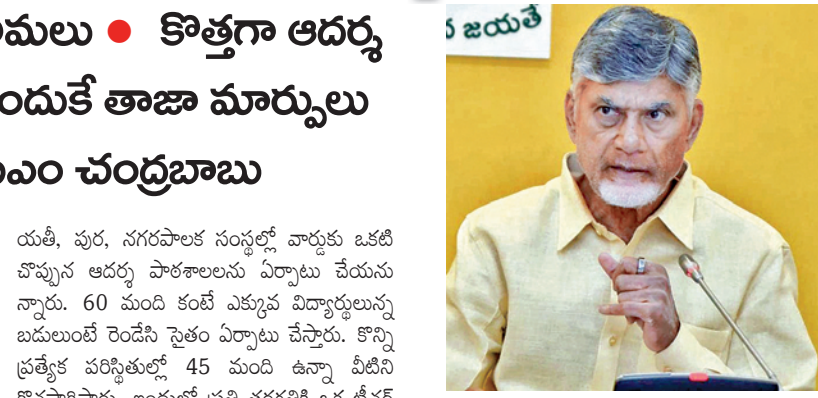 కొత్తగా ఆదర్శ
తాజా మార్పులు
చంద్రబాబు
జయతే
యతీ, పుర, నగరపాలక సంస్థల్లో వార్డుకు ఒకటి
చొప్పున ఆదర్శ పాఠశాలలను ఏర్పాటు చేయను
న్నారు. 60 మంది కంటే ఎక్కువ విద్యార్థులున్న
బడులుంటే రెండేసి సైతం ఏర్పాటు చేస్తారు. కొన్ని
ప్రత్యేక పరిస్థితుల్లో 45 మంది ఉన్నా వీటిని